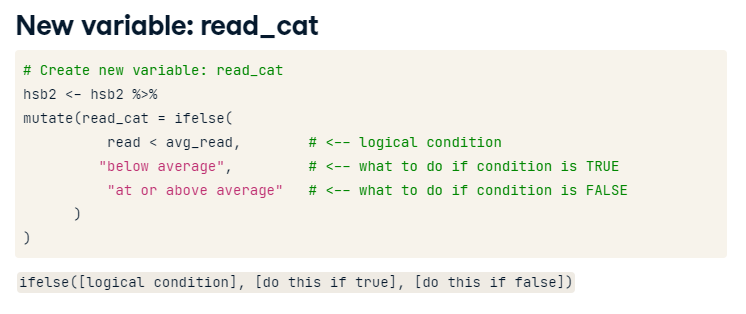 New variable: read_cat
# Create new variable: read_cat
hsb2 <- hsb2 %>%
mutate(read_cat = ifelse(
          read < avg_read,        # <-- logical condition
         "below average",         # <-- what to do if condition is TRUE
          "at or above average"   # <-- what to do if condition is FALSE
      )
)
ifelse([logical condition], [do this if true], [do this if false])